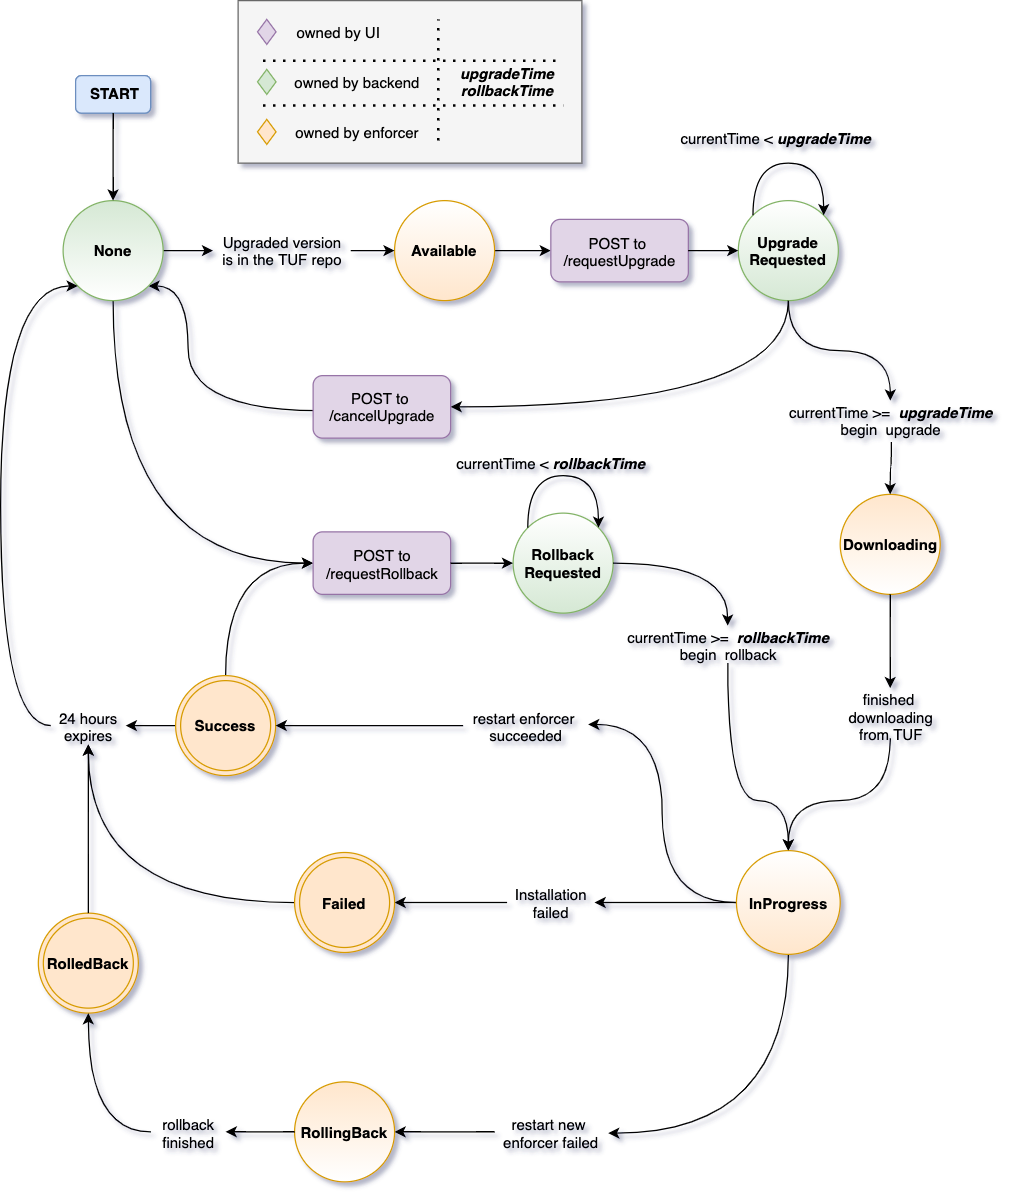 owned by UI
owned by backend
upgradeTime
rollbackTime
owned by enforcer
START
currentTime < upgradeTime
None
Upgraded version
is in the TUF repo
Available
POST to
/requestUpgrade
Upgrade
Requested
POST to
/cancelUpgrade
currentTime >= upgradeTime
begin upgrade
currentTime < rollbackTime
Downloading
POST to
/requestRollback
Rollback
Requested
currentTime >= rollbackTime
begin rollback
finished
downloading
from TUF
24 hours
expires
Success
restart enforcer
succeeded
Failed
Installation
failed
InProgress
RolledBack
rollback
finished
RollingBack
restart new
enforcer failed